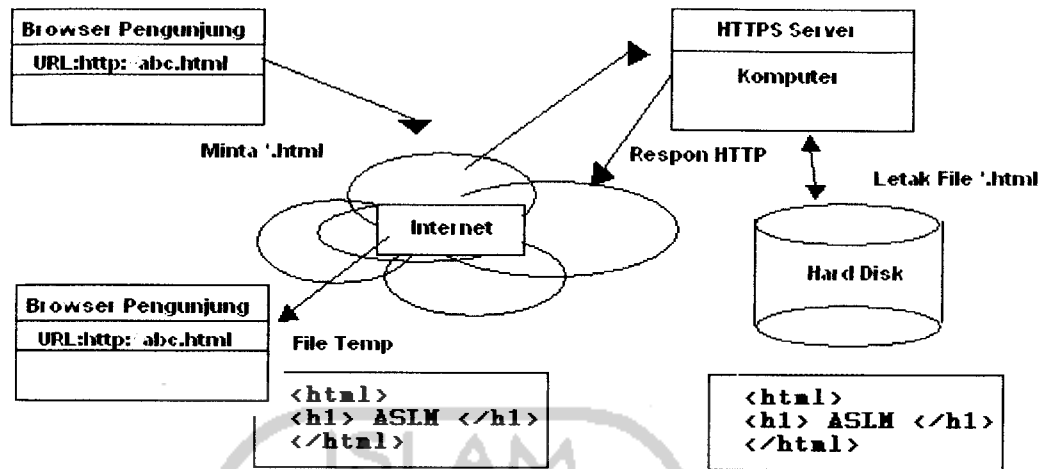 Browser Pengunjung
URL:http: abc.html
HTTPS Server
Komputer
Minta '.html
Respon HTTP
Letak File '.html
Internet
Hard Disk
Browser Pengunjung
URL:http: abc.html
File Temp
<html>
<h1> ASLM </h1>
</html>
<html>
<h1> ASLM </h1>
</html>
ISLAM